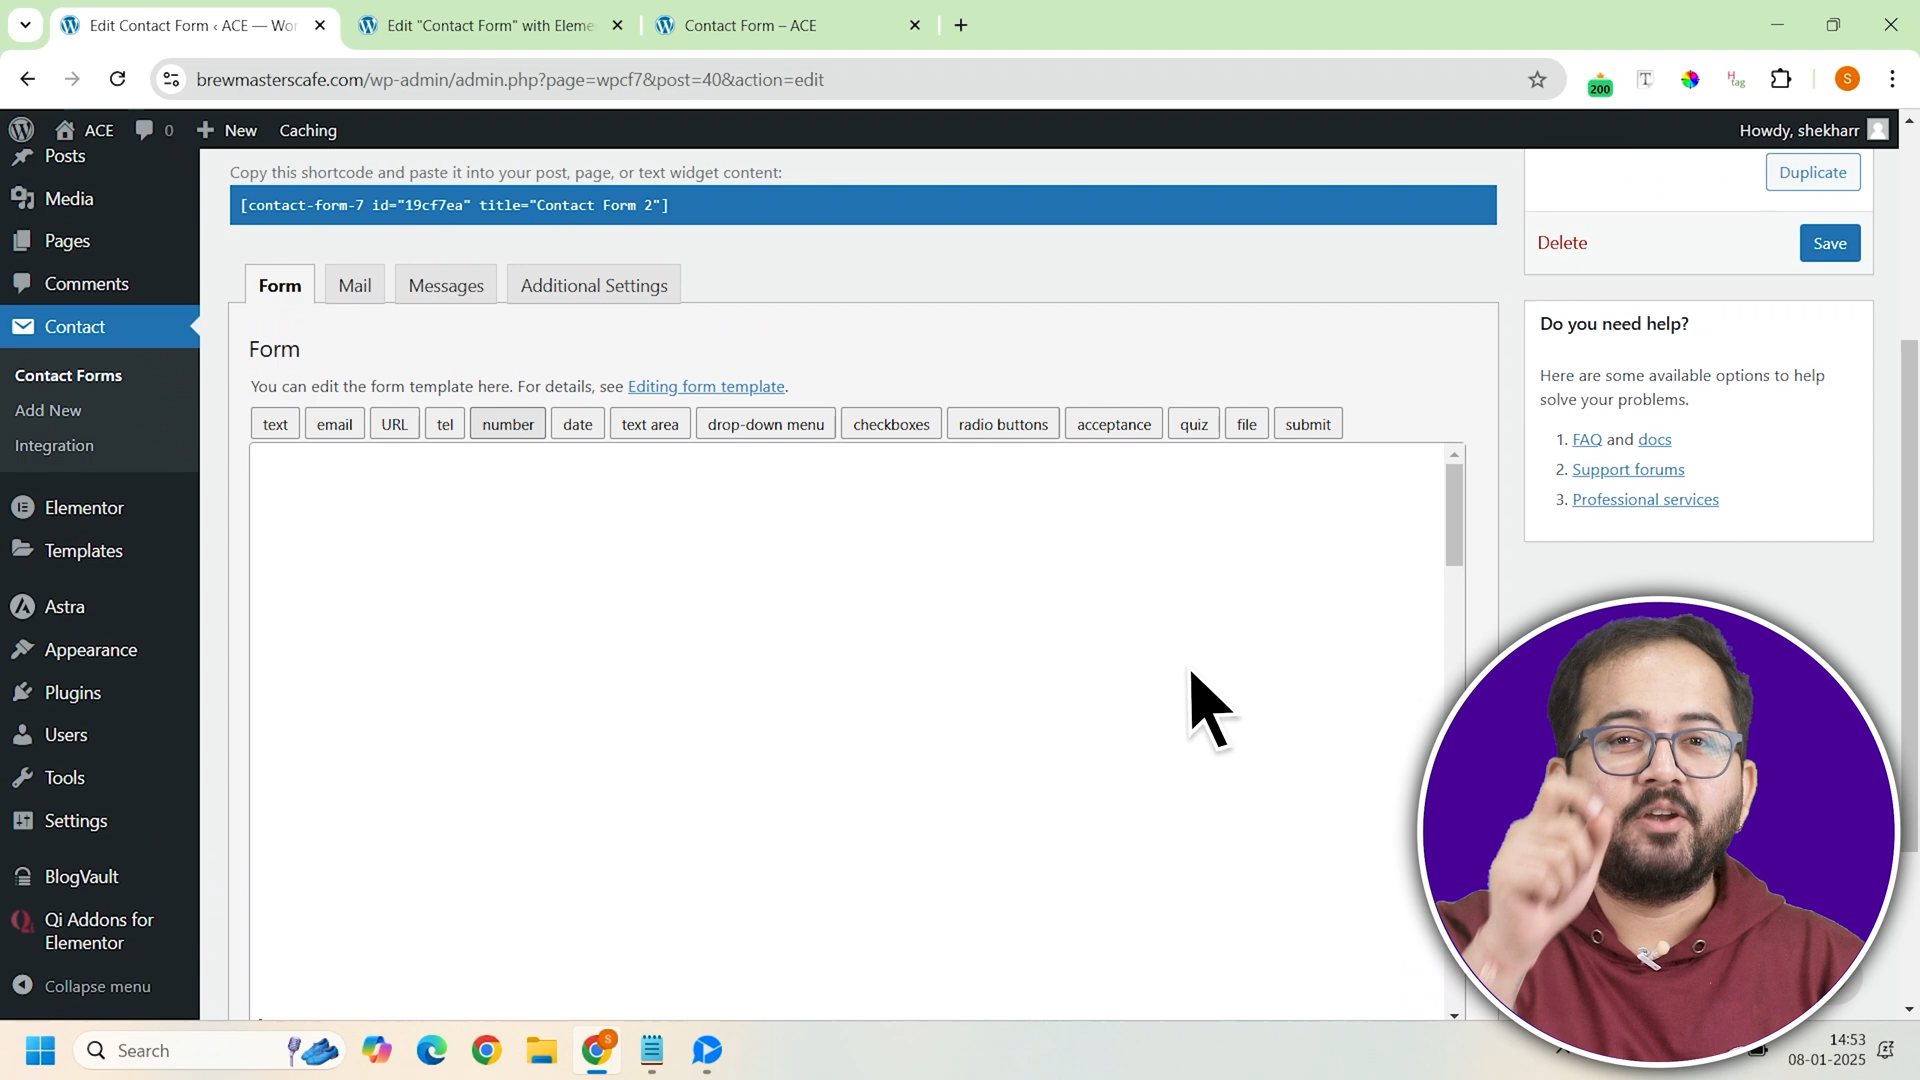 Edit Contact Form ‹ ACE — Wor
Edit "Contact Form" with Eleme
Contact Form – ACE
brewmasterscafe.com/wp-admin/admin.php?page=wpcf7&post=40&action=edit
200
T
H
tag
S
ACE
0
New
Caching
Howdy, shekharr
Posts
Media
Pages
Comments
Contact
Contact Forms
Add New
Integration
Elementor
Templates
Astra
Appearance
Plugins
Users
Tools
Settings
BlogVault
Qi Addons for
Elementor
Collapse menu
Copy this shortcode and paste it into your post, page, or text widget content:
[contact-form-7 id="19cf7ea" title="Contact Form 2"]
Form
Mail
Messages
Additional Settings
Form
You can edit the form template here. For details, see Editing form template.
text
email
URL
tel
number
date
text area
drop-down menu
checkboxes
radio buttons
acceptance
quiz
file
submit
Duplicate
Delete
Save
Do you need help?
Here are some available options to help
solve your problems.
1. FAQ and docs
2. Support forums
3. Professional services
Search
S
14:53
08-01-2025